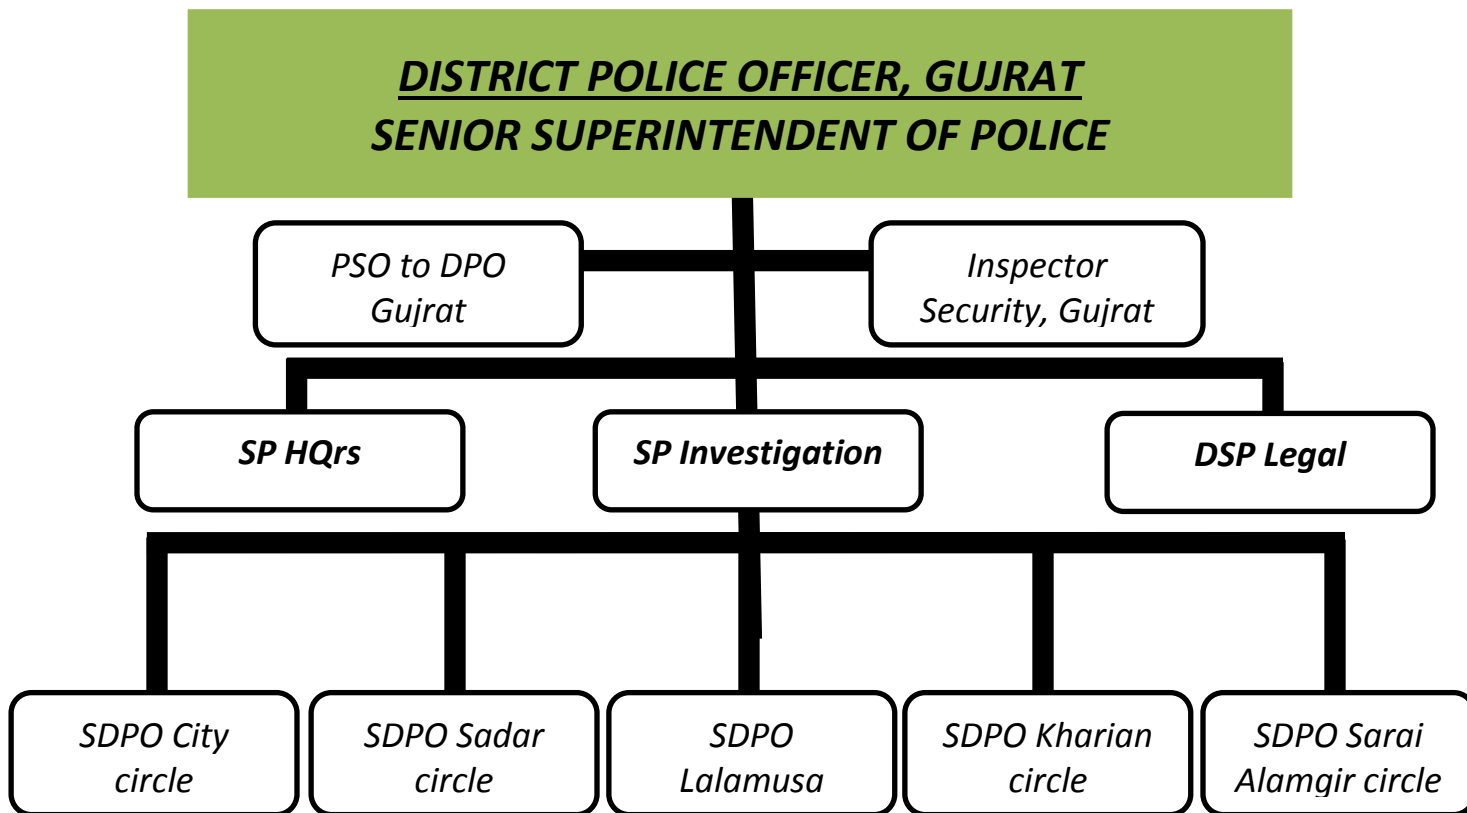 DISTRICT POLICE OFFICER, GUJRAT
SENIOR SUPERINTENDENT OF POLICE
PSO to DPO
Gujrat
Inspector
Security, Gujrat
SP HQrs
SP Investigation
DSP Legal
SDPO City
circle
SDPO Sadar
circle
SDPO
Lalamusa
SDPO Kharian
circle
SDPO Sarai
Alamgir circle